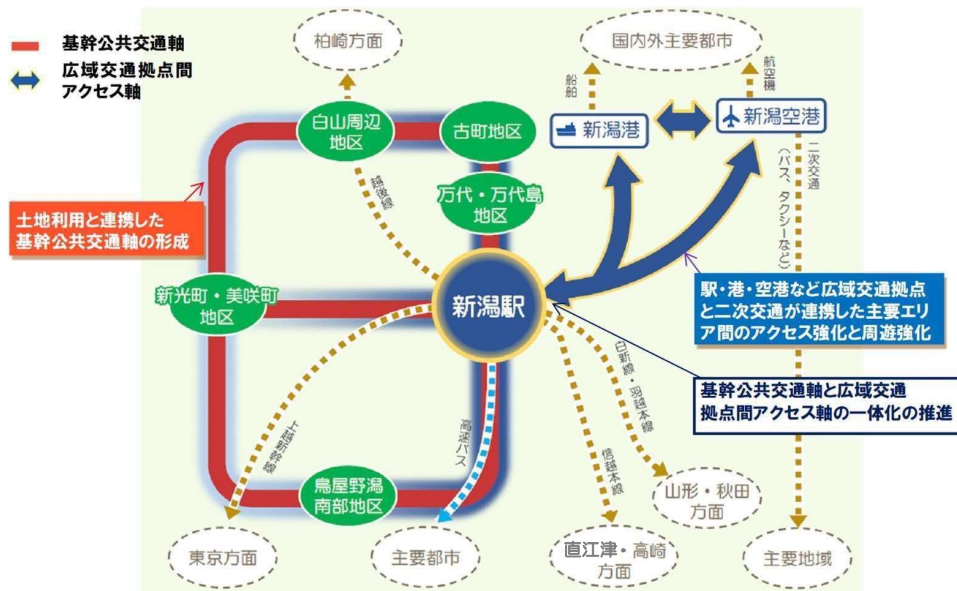 基幹公共交通軸
広域交通拠点間
アクセス軸
柏崎方面
国内外主要都市
船舶
航空機
白山周辺
地区
古町地区
新潟港
新潟空港
万代・万代島
地区
越後線
二次交通
(バス、タクシーなど)
土地利用と連携した
基幹公共交通軸の形成
新光町・美咲町
地区
新潟駅
駅・港・空港など広域交通拠点
と二次交通が連携した主要エリ
ア間のアクセス強化と周遊強化
白新線・羽越本線
基幹公共交通軸と広域交通
拠点間アクセス軸の一体化の推進
上越新幹線
高速バス
信越本線
鳥屋野潟
南部地区
山形・秋田
方面
東京方面
主要都市
直江津・高崎
方面
主要地域